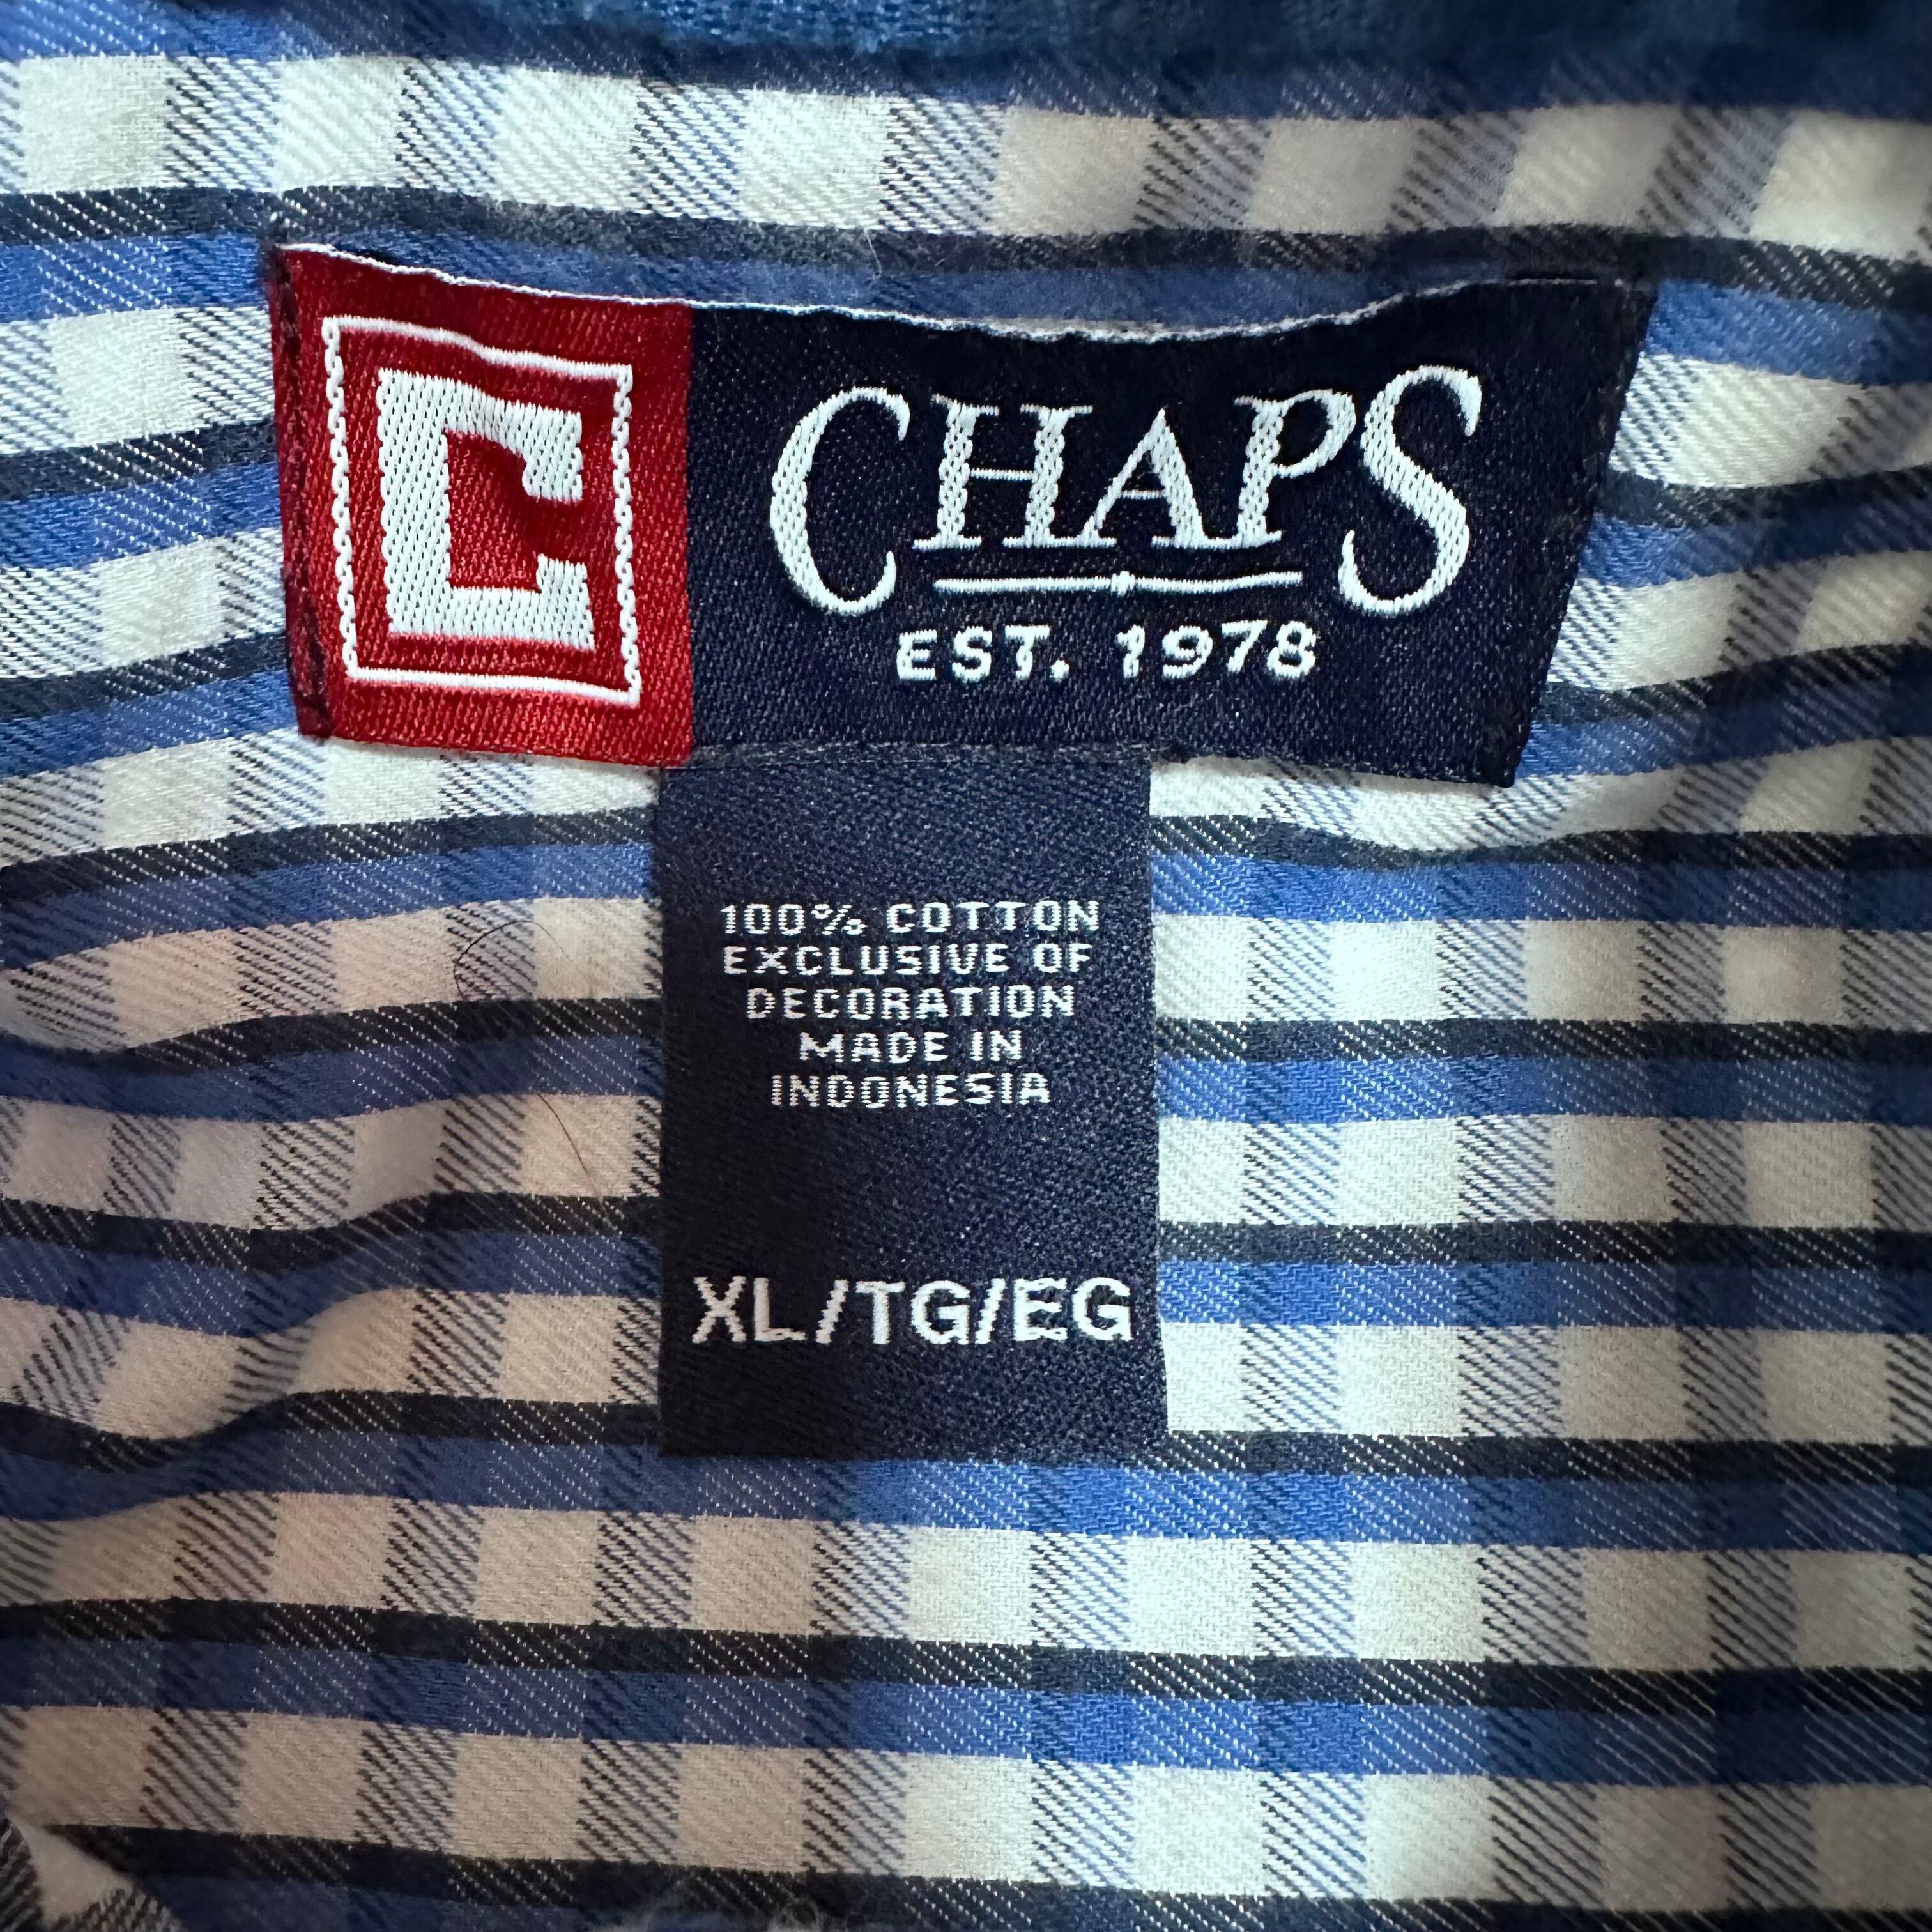 C
CHAPS
EST. 1978
100% COTTON
EXCLUSIVE OF
DECORATION
MADE IN
INDONESIA
XL/TG/EG